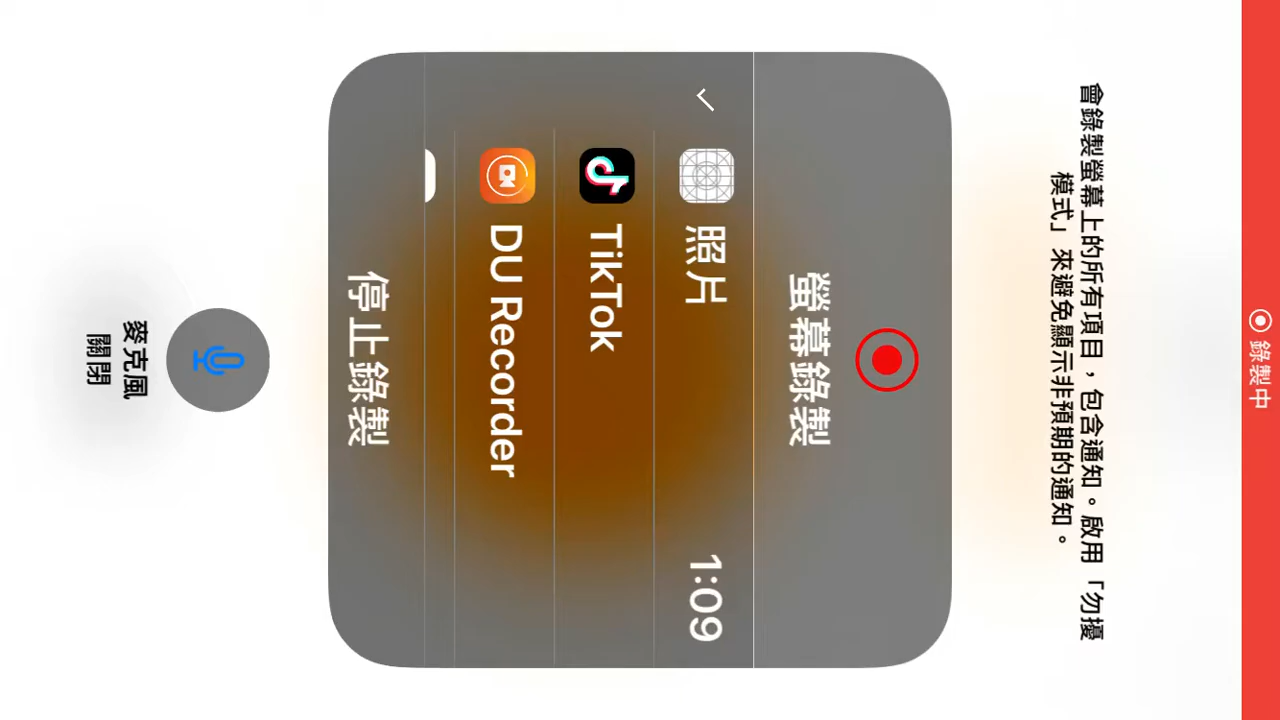 錄製中
會錄製螢幕上的所有項目，包含通知。啟用「勿擾
模式」來避免顯示非預期的通知。
螢幕錄製
照片 1:09
TikTok
DU Recorder
停止錄製
麥克風
關閉